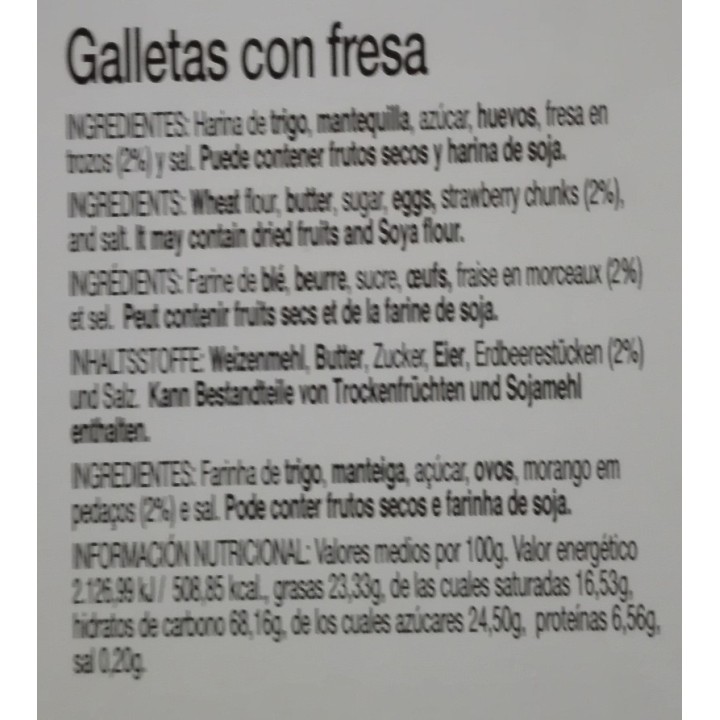 Galletas con fresa
INGREDIENTES: Harina de trigo, mantequilla, azúcar, huevos, fresa en
trozos (2%) y sal. Puede contener frutos secos y harina de soja.
INGREDIENTS: Wheat flour, butter, sugar, eggs, strawberry chunks (2%),
and salt. It may contain dried fruits and Soya flour.
INGRÉDIENTS: Farine de blé, beurre, sucre, œufs, fraise en morceaux (2%)
et sel. Peut contenir fruits secs et de la farine de soja.
INHALTSSTOFFE: Weizenmehl, Butter, Zucker, Eier, Erdbeerestücken (2%)
und Salz. Kann Bestandteile von Trockenfrüchten und Sojamehl
enthalten.
INGREDIENTES: Farinha de trigo, manteiga, açúcar, ovos, morango em
pedaços (2%) e sal. Pode conter frutos secos e farinha de soja.
INFORMACIÓN NUTRICIONAL: Valores medios por 100g. Valor energético
2.126,99 kJ / 508,85 kcal., grasas 23,33g, de las cuales saturadas 16,53g,
hidratos de carbono 68,16g, de los cuales azúcares 24,50g, proteínas 6,56g,
sal 0,20g.